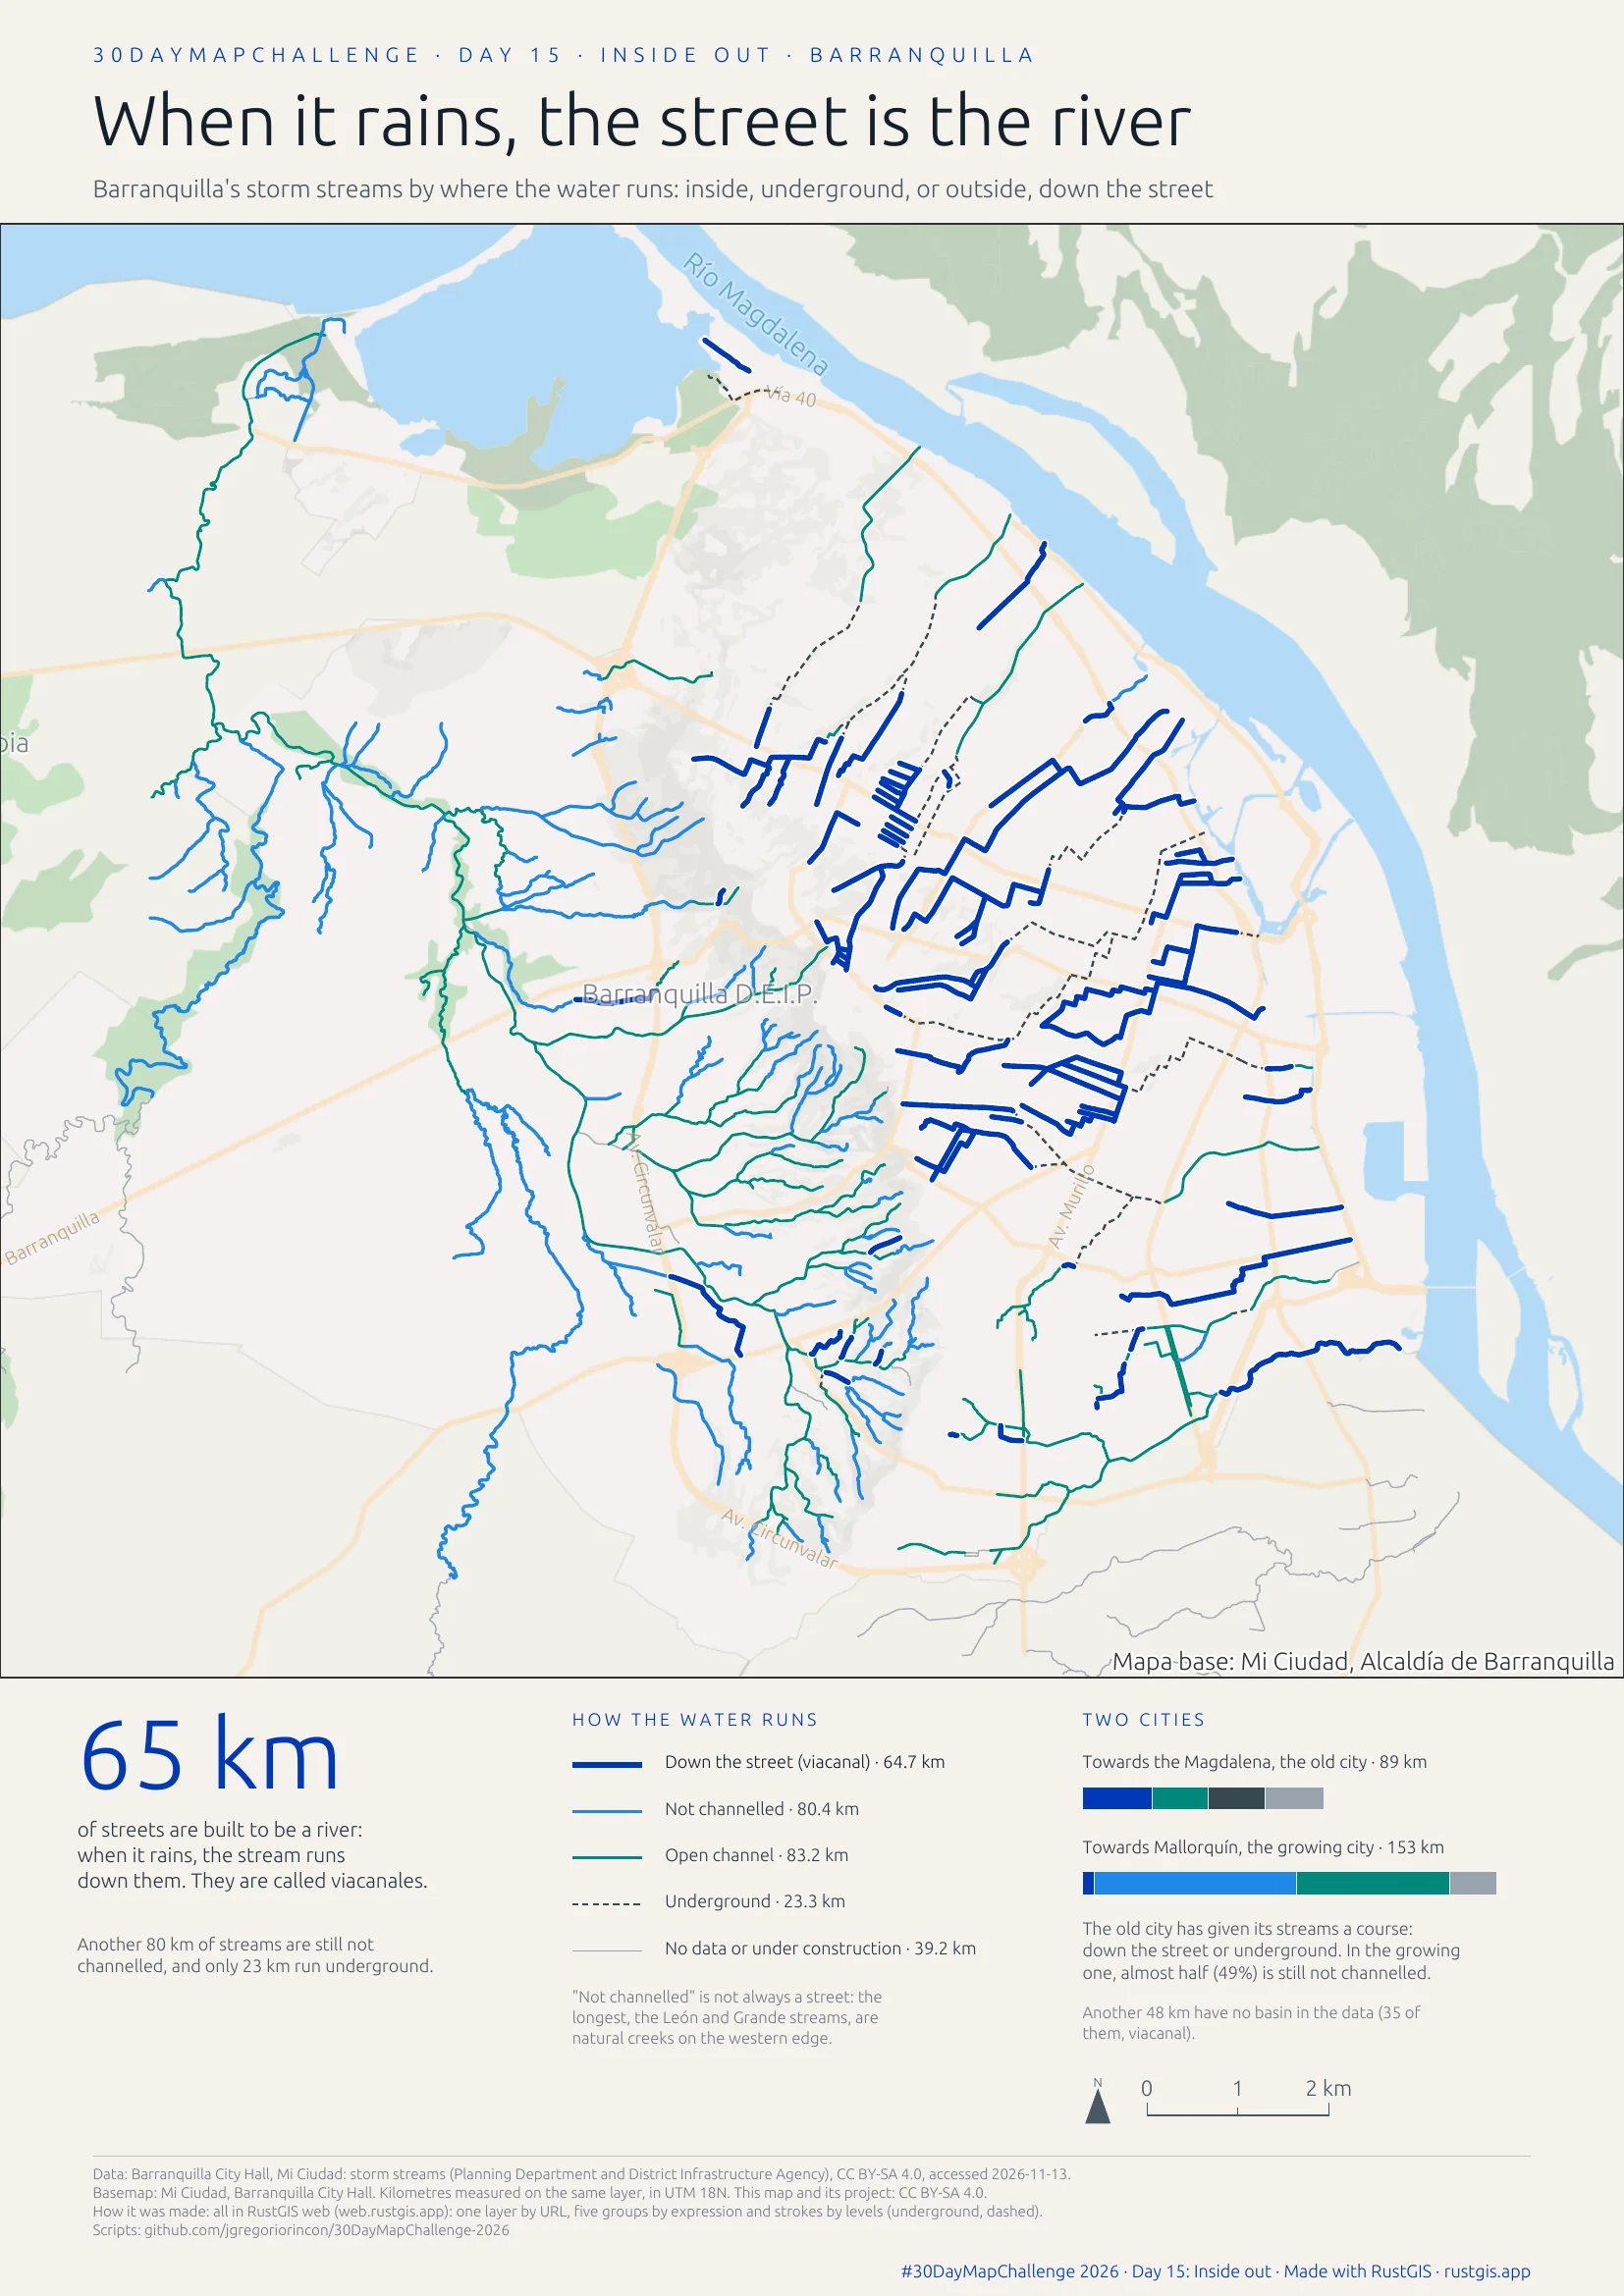 30DAYMAPCHALLENGE · DAY 15 · INSIDE OUT · BARRANQUILLA
When it rains, the street is the river
Barranquilla's storm streams by where the water runs: inside, underground, or outside, down the street
Río Magdalena
Vía 40
bia
Barranquilla D.E.I.P.
Av. Circunvalar
Av. Murillo
Barranquilla
Av. Circunvalar
Mapa base: Mi Ciudad, Alcaldía de Barranquilla
65 km
of streets are built to be a river:
when it rains, the stream runs
down them. They are called viacanales.
Another 80 km of streams are still not
channelled, and only 23 km run underground.
HOW THE WATER RUNS
Down the street (viacanal) · 64.7 km
Not channelled · 80.4 km
Open channel · 83.2 km
Underground · 23.3 km
No data or under construction · 39.2 km
"Not channelled" is not always a street: the
longest, the León and Grande streams, are
natural creeks on the western edge.
TWO CITIES
Towards the Magdalena, the old city · 89 km
Towards Mallorquín, the growing city · 153 km
The old city has given its streams a course:
down the street or underground. In the growing
one, almost half (49%) is still not channelled.
Another 48 km have no basin in the data (35 of
them, viacanal).
N
0 1 2 km
Data: Barranquilla City Hall, Mi Ciudad: storm streams (Planning Department and District Infrastructure Agency), CC BY-SA 4.0, accessed 2026-11-13.
Basemap: Mi Ciudad, Barranquilla City Hall. Kilometres measured on the same layer, in UTM 18N. This map and its project: CC BY-SA 4.0.
How it was made: all in RustGIS web (web.rustgis.app): one layer by URL, five groups by expression and strokes by levels (underground, dashed).
Scripts: github.com/jgregoriorincon/30DayMapChallenge-2026
#30DayMapChallenge 2026 · Day 15: Inside out · Made with RustGIS · rustgis.app